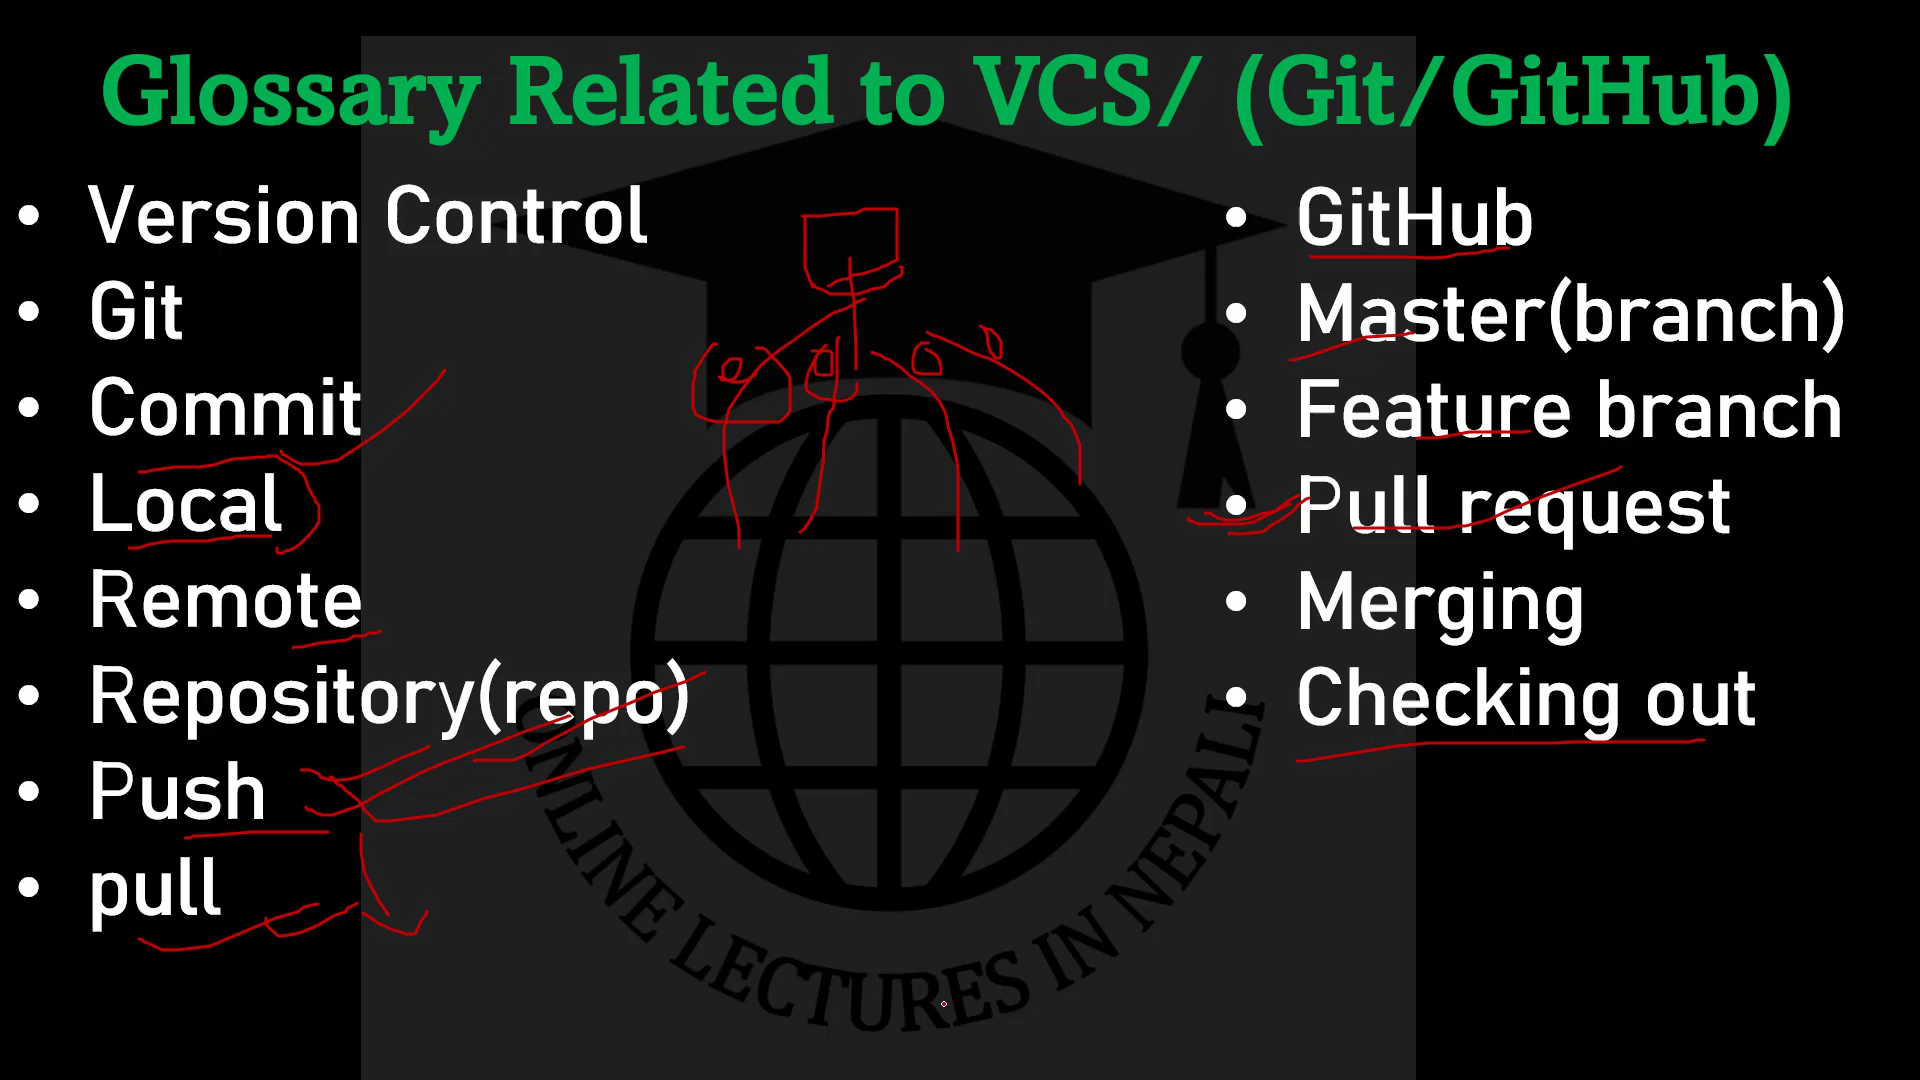 Glossary Related to VCS/ (Git/GitHub)
• Version Control
• Git
• Commit
• Local
• Remote
• Repository(repo)
• Push
• pull
• GitHub
• Master(branch)
• Feature branch
• Pull request
• Merging
• Checking out
ONLINE LECTURES IN NEPALI